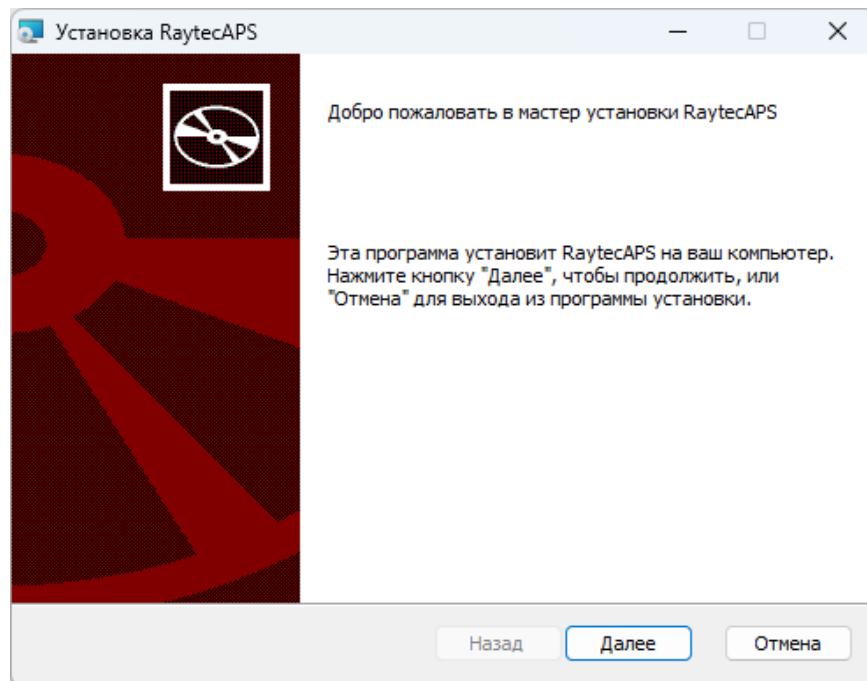 Установка RaytecAPS
Добро пожаловать в мастер установки RaytecAPS
Эта программа установит RaytecAPS на ваш компьютер.
Нажмите кнопку "Далее", чтобы продолжить, или
"Отмена" для выхода из программы установки.
Назад Далее Отмена